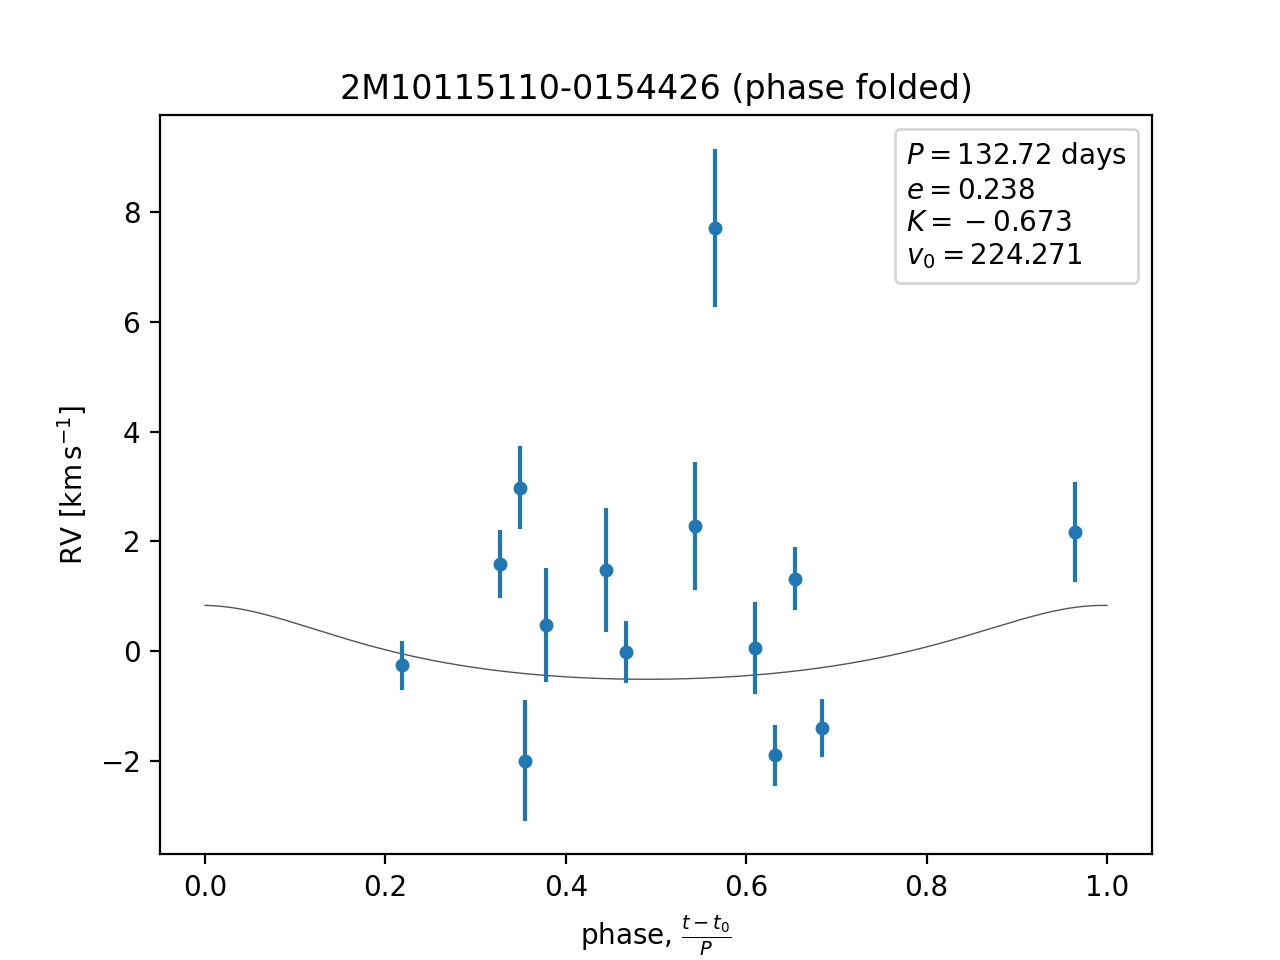 2M10115110-0154426 (phase folded)
P = 132.72 days
e = 0.238
K = −0.673
v₀ = 224.271
RV [km s⁻¹]
8
6
4
2
0
−2
0.0 0.2 0.4 0.6 0.8 1.0
phase, (t − t₀)/P